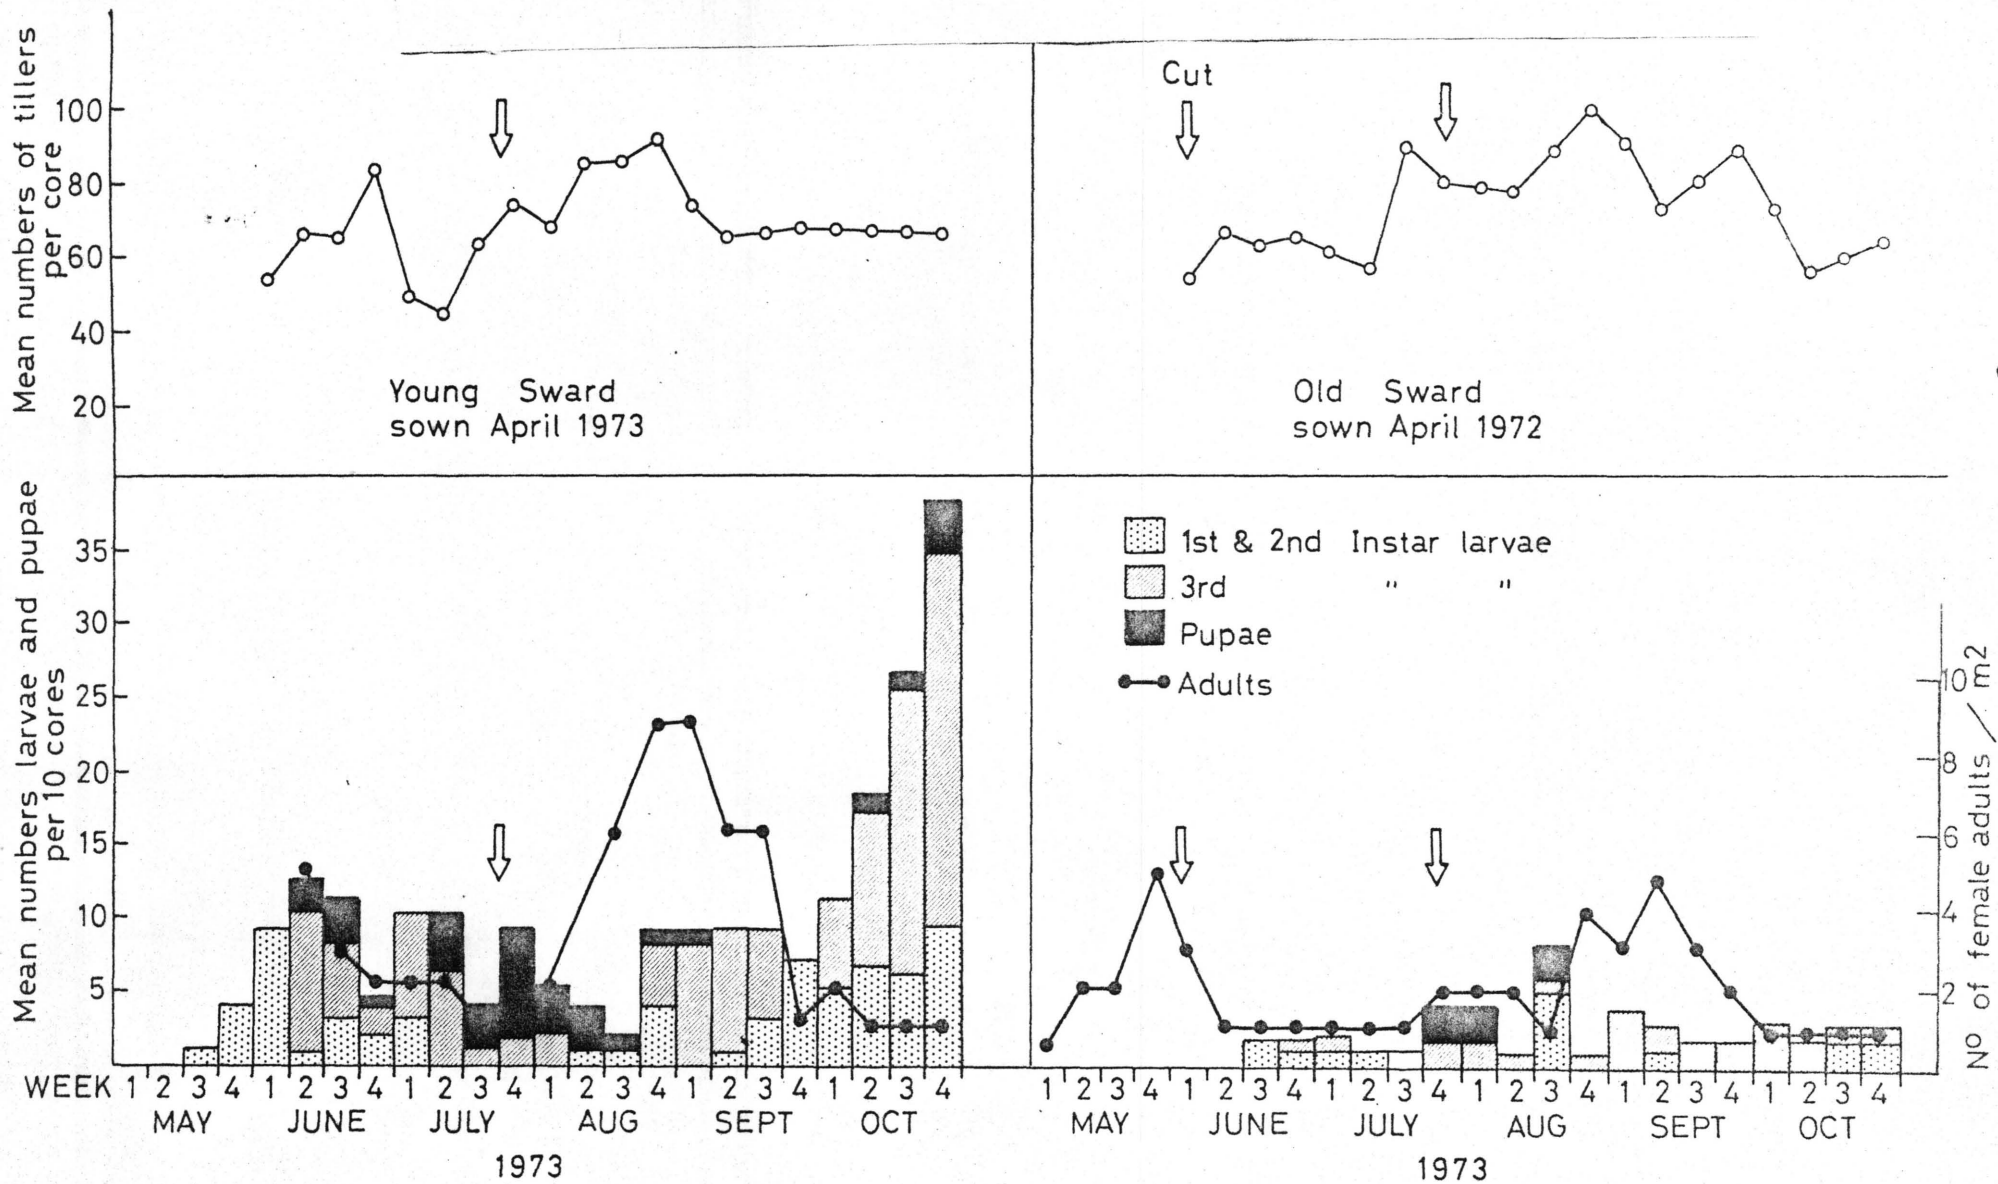 Mean numbers of tillers
per core
100
80
60
40
20
Cut
Young Sward
sown April 1973
Old Sward
sown April 1972
Mean numbers larvae and pupae
per 10 cores
35
30
25
20
15
10
5
1st & 2nd Instar larvae
3rd " "
Pupae
Adults
10
8
6
4
2
Nº of female adults / m2
WEEK 1 2 3 4 1 2 3 4 1 2 3 4 1 2 3 4 1 2 3 4 1 2 3 4
MAY JUNE JULY AUG SEPT OCT
1973
1 2 3 4 1 2 3 4 1 2 3 4 1 2 3 4 1 2 3 4 1 2 3 4
MAY JUNE JULY AUG SEPT OCT
1973